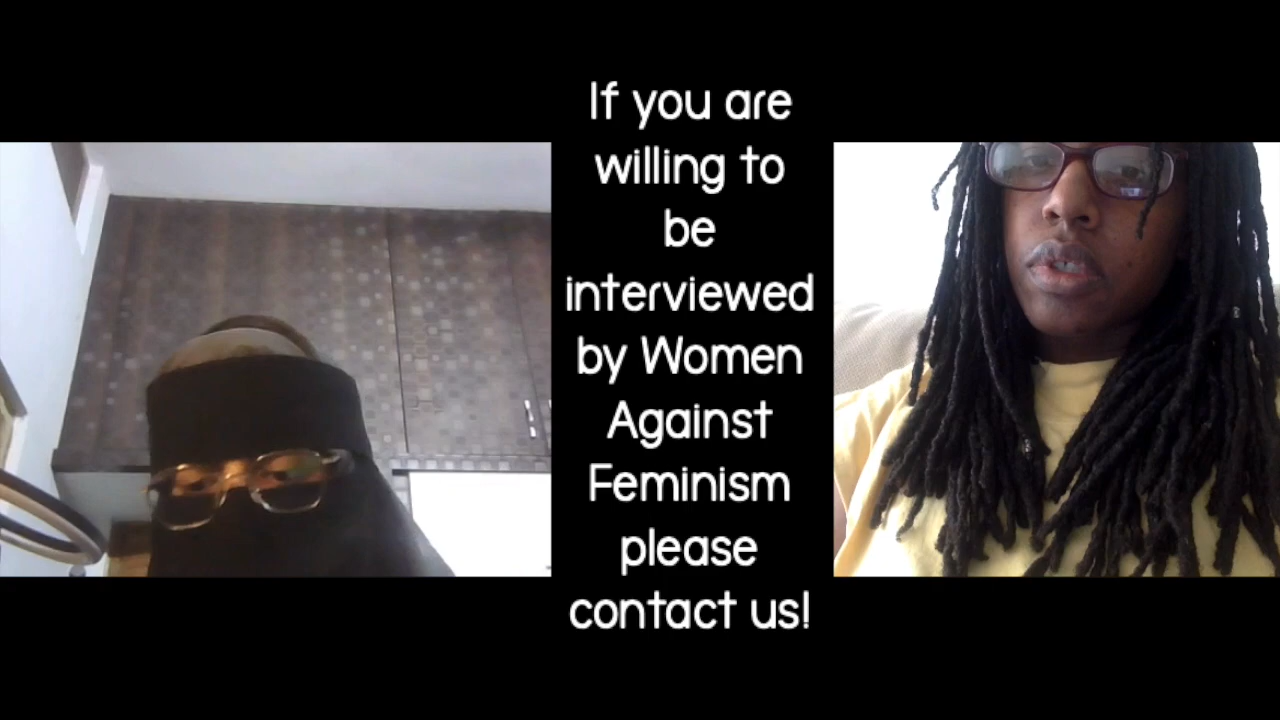 If you are
willing to
be
interviewed
by Women
Against
Feminism
please
contact us!